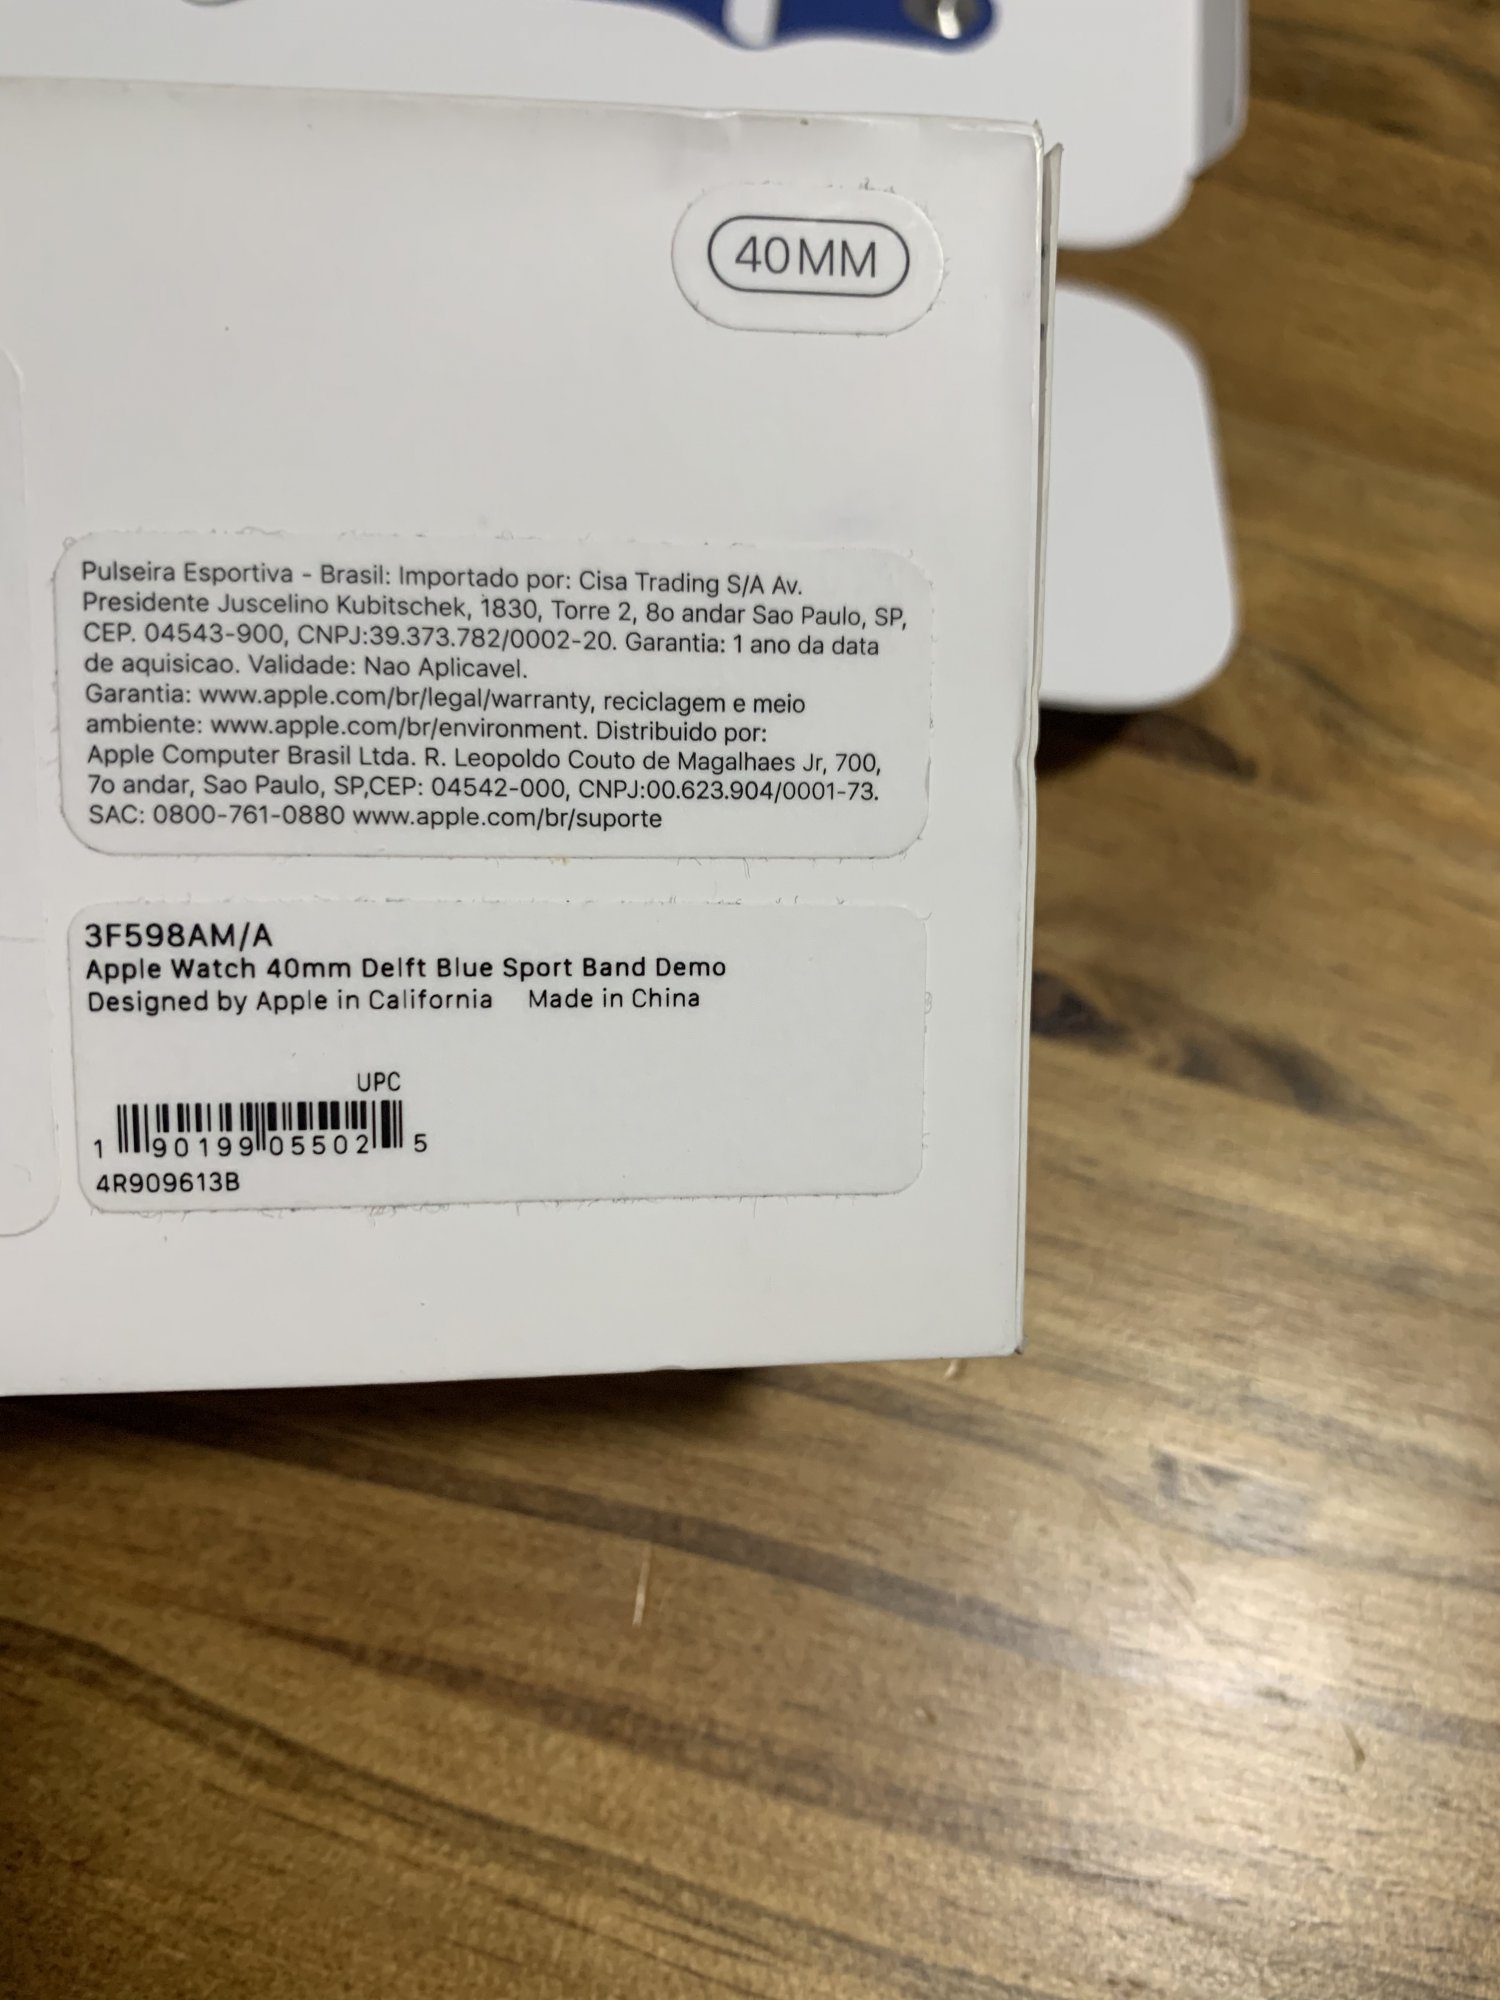 40MM
Pulseira Esportiva - Brasil: Importado por: Cisa Trading S/A Av.
Presidente Juscelino Kubitschek, 1830, Torre 2, 8o andar Sao Paulo, SP,
CEP. 04543-900, CNPJ:39.373.782/0002-20. Garantia: 1 ano da data
de aquisicao. Validade: Nao Aplicavel.
Garantia: www.apple.com/br/legal/warranty, reciclagem e meio
ambiente: www.apple.com/br/environment. Distribuido por:
Apple Computer Brasil Ltda. R. Leopoldo Couto de Magalhaes Jr, 700,
7o andar, Sao Paulo, SP,CEP: 04542-000, CNPJ:00.623.904/0001-73.
SAC: 0800-761-0880 www.apple.com/br/suporte
3F598AM/A
Apple Watch 40mm Delft Blue Sport Band Demo
Designed by Apple in California Made in China
UPC
1 90199 05502 5
4R909613B